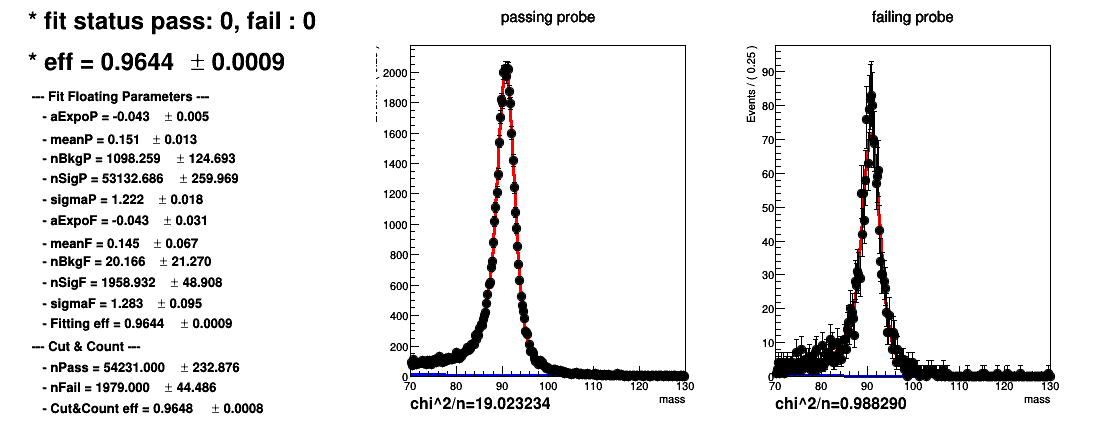 * fit status pass: 0, fail : 0
* eff = 0.9644 ± 0.0009
--- Fit Floating Parameters ---
- aExpoP = -0.043 ± 0.005
- meanP = 0.151 ± 0.013
- nBkgP = 1098.259 ± 124.693
- nSigP = 53132.686 ± 259.969
- sigmaP = 1.222 ± 0.018
- aExpoF = -0.043 ± 0.031
- meanF = 0.145 ± 0.067
- nBkgF = 20.166 ± 21.270
- nSigF = 1958.932 ± 48.908
- sigmaF = 1.283 ± 0.095
- Fitting eff = 0.9644 ± 0.0009
--- Cut & Count ---
- nPass = 54231.000 ± 232.876
- nFail = 1979.000 ± 44.486
- Cut&Count eff = 0.9648 ± 0.0008
passing probe
2000
1800
1600
1400
1200
1000
800
600
400
200
0
70 80 90 100 110 120 130
mass
chi^2/n=19.023234
failing probe
Events / ( 0.25 )
90
80
70
60
50
40
30
20
10
0
70 80 90 100 110 120 130
mass
chi^2/n=0.988290